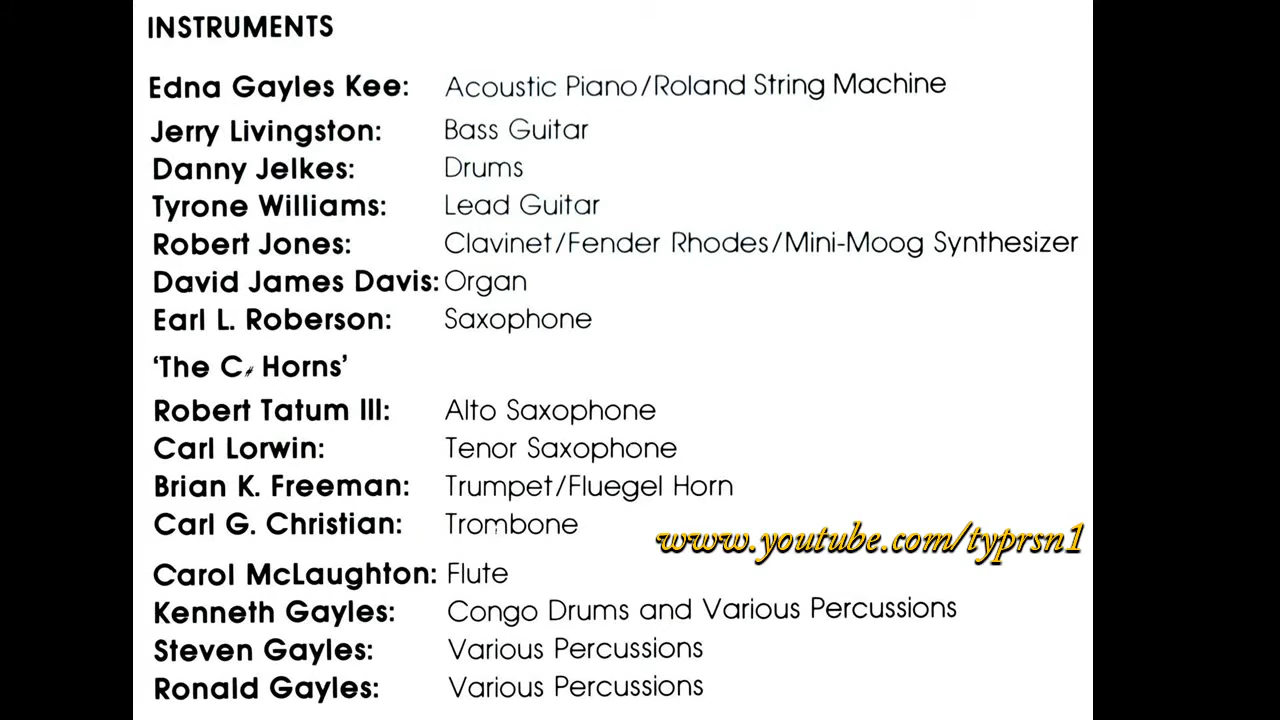 INSTRUMENTS
Edna Gayles Kee: Acoustic Piano/Roland String Machine
Jerry Livingston: Bass Guitar
Danny Jelkes: Drums
Tyrone Williams: Lead Guitar
Robert Jones: Clavinet/Fender Rhodes/Mini-Moog Synthesizer
David James Davis: Organ
Earl L. Roberson: Saxophone
‘The C# Horns’
Robert Tatum III: Alto Saxophone
Carl Lorwin: Tenor Saxophone
Brian K. Freeman: Trumpet/Fluegel Horn
Carl G. Christian: Trombone
www.youtube.com/typrsn1
Carol McLaughton: Flute
Kenneth Gayles: Congo Drums and Various Percussions
Steven Gayles: Various Percussions
Ronald Gayles: Various Percussions